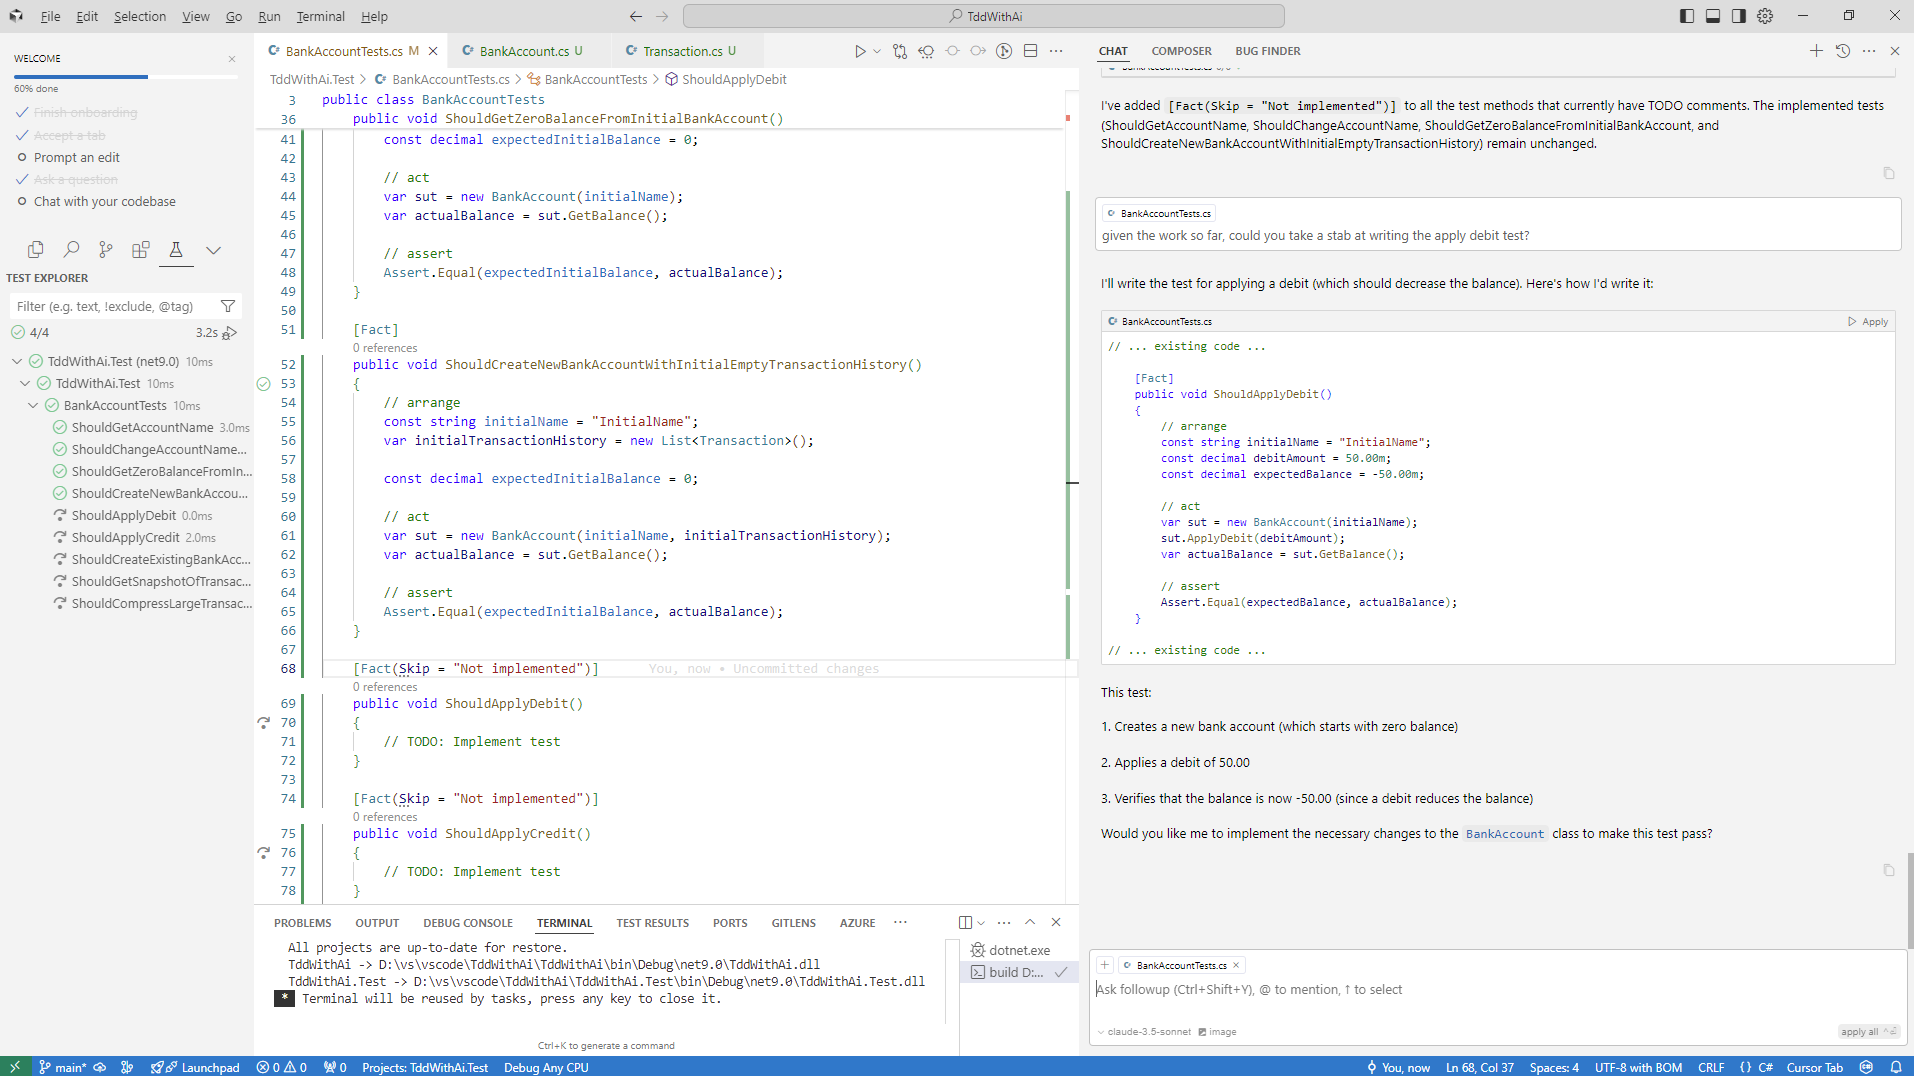 File Edit Selection View Go Run Terminal Help
TddWithAi
WELCOME
60% done
Finish onboarding
Accept a tab
Prompt an edit
Ask a question
Chat with your codebase
TEST EXPLORER
Filter (e.g. text, !exclude, @tag)
4/4 3.2s
TddWithAi.Test (net9.0) 10ms
TddWithAi.Test 10ms
BankAccountTests 10ms
ShouldGetAccountName 3.0ms
ShouldChangeAccountName...
ShouldGetZeroBalanceFromIn...
ShouldCreateNewBankAccou...
ShouldApplyDebit 0.0ms
ShouldApplyCredit 2.0ms
ShouldCreateExistingBankAcc...
ShouldGetSnapshotOfTransac...
ShouldCompressLargeTransac...
BankAccountTests.cs M
BankAccount.cs U
Transaction.cs U
TddWithAi.Test > BankAccountTests.cs > BankAccountTests > ShouldApplyDebit
3 public class BankAccountTests
36 public void ShouldGetZeroBalanceFromInitialBankAccount()
41 const decimal expectedInitialBalance = 0;
42
43 // act
44 var sut = new BankAccount(initialName);
45 var actualBalance = sut.GetBalance();
46
47 // assert
48 Assert.Equal(expectedInitialBalance, actualBalance);
49 }
50
51 [Fact]
0 references
52 public void ShouldCreateNewBankAccountWithInitialEmptyTransactionHistory()
53 {
54 // arrange
55 const string initialName = "InitialName";
56 var initialTransactionHistory = new List<Transaction>();
57
58 const decimal expectedInitialBalance = 0;
59
60 // act
61 var sut = new BankAccount(initialName, initialTransactionHistory);
62 var actualBalance = sut.GetBalance();
63
64 // assert
65 Assert.Equal(expectedInitialBalance, actualBalance);
66 }
67
68 [Fact(Skip = "Not implemented")] You, now • Uncommitted changes
0 references
69 public void ShouldApplyDebit()
70 {
71 // TODO: Implement test
72 }
73
74 [Fact(Skip = "Not implemented")]
0 references
75 public void ShouldApplyCredit()
76 {
77 // TODO: Implement test
78 }
PROBLEMS OUTPUT DEBUG CONSOLE TERMINAL TEST RESULTS PORTS GITLENS AZURE
All projects are up-to-date for restore.
TddWithAi -> D:\vs\vscode\TddWithAi\TddWithAi\bin\Debug\net9.0\TddWithAi.dll
TddWithAi.Test -> D:\vs\vscode\TddWithAi\TddWithAi.Test\bin\Debug\net9.0\TddWithAi.Test.dll
* Terminal will be reused by tasks, press any key to close it.
Ctrl+K to generate a command
dotnet.exe
build D:...
CHAT COMPOSER BUG FINDER
I've added [Fact(Skip = "Not implemented")] to all the test methods that currently have TODO comments. The implemented tests
(ShouldGetAccountName, ShouldChangeAccountName, ShouldGetZeroBalanceFromInitialBankAccount, and
ShouldCreateNewBankAccountWithInitialEmptyTransactionHistory) remain unchanged.
BankAccountTests.cs
given the work so far, could you take a stab at writing the apply debit test?
I'll write the test for applying a debit (which should decrease the balance). Here's how I'd write it:
BankAccountTests.cs Apply
// ... existing code ...
[Fact]
public void ShouldApplyDebit()
{
// arrange
const string initialName = "InitialName";
const decimal debitAmount = 50.00m;
const decimal expectedBalance = -50.00m;
// act
var sut = new BankAccount(initialName);
sut.ApplyDebit(debitAmount);
var actualBalance = sut.GetBalance();
// assert
Assert.Equal(expectedBalance, actualBalance);
}
// ... existing code ...
This test:
1. Creates a new bank account (which starts with zero balance)
2. Applies a debit of 50.00
3. Verifies that the balance is now -50.00 (since a debit reduces the balance)
Would you like me to implement the necessary changes to the BankAccount class to make this test pass?
BankAccountTests.cs
Ask followup (Ctrl+Shift+Y), @ to mention, ↑ to select
claude-3.5-sonnet image
apply all
main* Launchpad 0 0 0 Projects: TddWithAi.Test Debug Any CPU
You, now Ln 68, Col 37 Spaces: 4 UTF-8 with BOM CRLF {} C# Cursor Tab